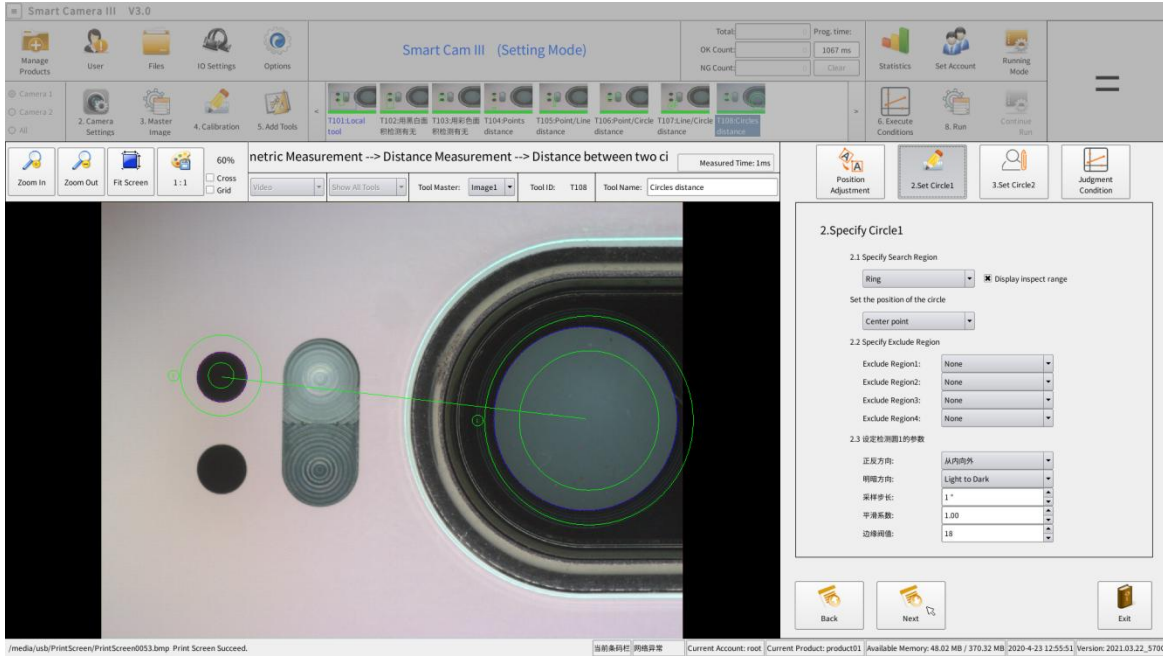 Smart Camera III V3.0
Manage Products
User
Files
IO Settings
Options
Smart Cam III (Setting Mode)
Total:
OK Count:
NG Count:
Prog. time:
1067 ms
Clear
Statistics
Set Account
Running Mode
Camera 1
Camera 2
All
2. Camera Settings
3. Master Image
4. Calibration
5. Add Tools
<
T101:Local tool
T102:用黑白面积检测有无
T103:用彩色面积检测有无
T104:Points distance
T105:Point/Line distance
T106:Point/Circle distance
T107:Line/Circle distance
T108:Circles distance
>
6. Execute Conditions
8. Run
Continue Run
Zoom In
Zoom Out
Fit Screen
1 : 1
60%
Cross
Grid
netric Measurement --> Distance Measurement --> Distance between two ci
Measured Time: 1ms
Video
Show All Tools
Tool Master:
Image1
Tool ID: T108
Tool Name:
Circles distance
Position Adjustment
2.Set Circle1
3.Set Circle2
Judgment Condition
2.Specify Circle1
2.1 Specify Search Region
Ring
Display inspect range
Set the position of the circle
Center point
2.2 Specify Exclude Region
Exclude Region1: None
Exclude Region2: None
Exclude Region3: None
Exclude Region4: None
2.3 设定检测圆1的参数
正反方向: 从内向外
明暗方向: Light to Dark
采样步长: 1 °
平滑系数: 1.00
边缘阈值: 18
Back
Next
Exit
/media/usb/PrintScreen/PrintScreen0053.bmp Print Screen Succeed.
当前条码栏
网络异常
Current Account: root
Current Product: product01
Available Memory: 48.02 MB / 370.32 MB
2020-4-23 12:55:51
Version: 2021.03.22_5700